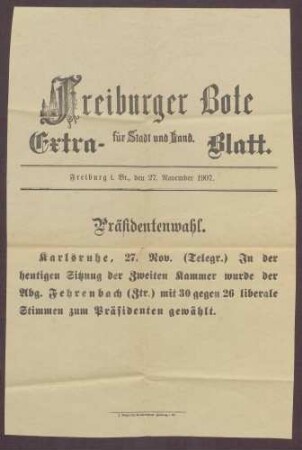 Freiburger Bote
für Stadt und Land.
Extra- Blatt.
Freiburg i. Br., den 27. November 1907.
Präsidentenwahl.
Karlsruhe, 27. Nov. (Telegr.) In der
heutigen Sitzung der Zweiten Kammer wurde der
Abg. Fehrenbach (Ztr.) mit 30 gegen 26 liberale
Stimmen zum Präsidenten gewählt.